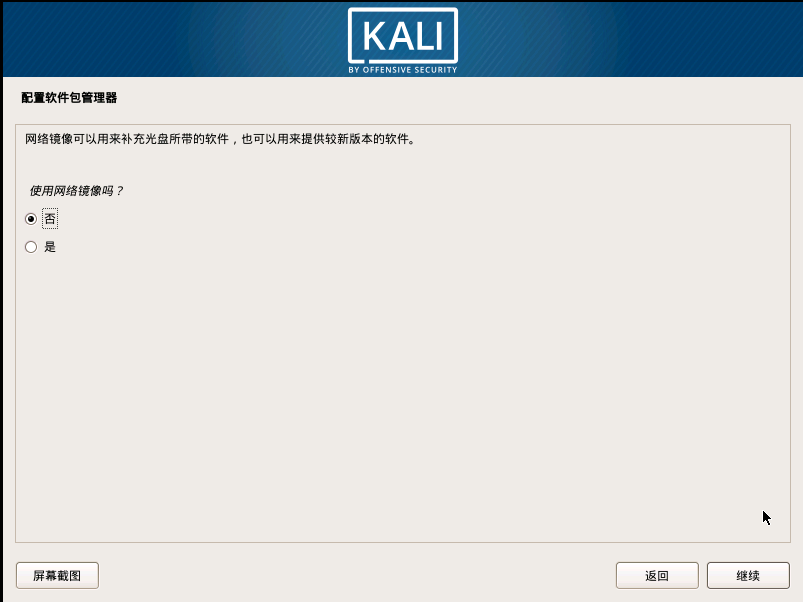 KALI
BY OFFENSIVE SECURITY
配置软件包管理器
网络镜像可以用来补充光盘所带的软件，也可以用来提供较新版本的软件。
使用网络镜像吗？
否
是
屏幕截图
返回
继续